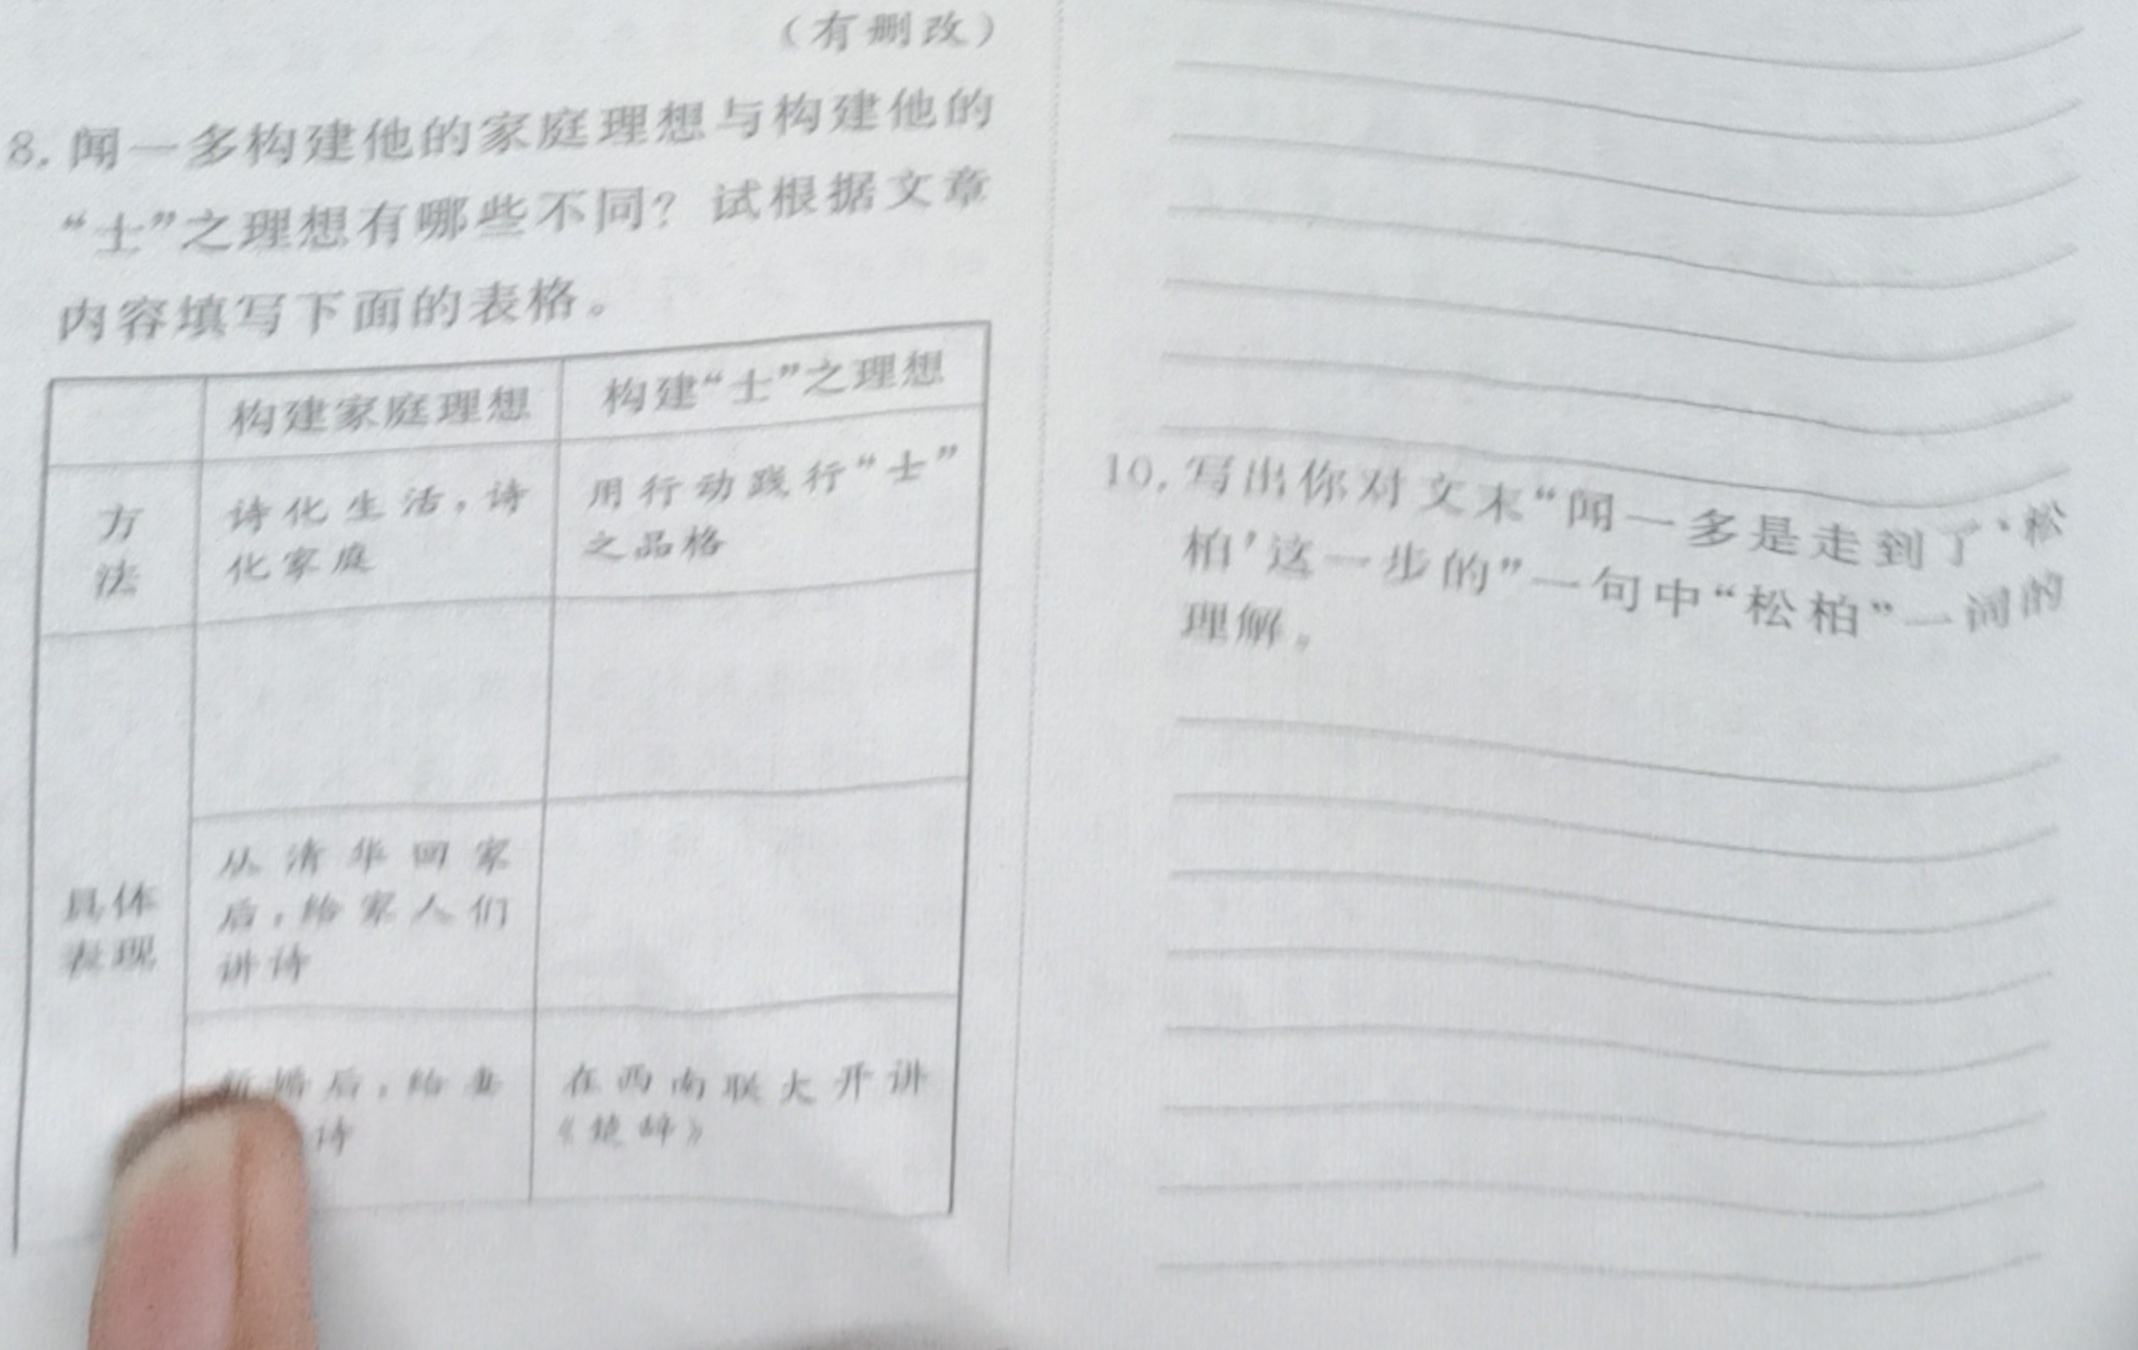 （有删改）
8. 闻一多构建他的家庭理想与构建他的
“士”之理想有哪些不同？试根据文章
内容填写下面的表格。
构建家庭理想
构建“士”之理想
方
法
诗化生活，诗
化家庭
用行动践行“士”
之品格
具体
表现
从清华回家
后，给家人们
讲诗
新婚后，给妻
诗
在西南联大开讲
《楚辞》
10. 写出你对文末“闻一多是走到了‘松
柏’这一步的”一句中“松柏”一词的
理解。